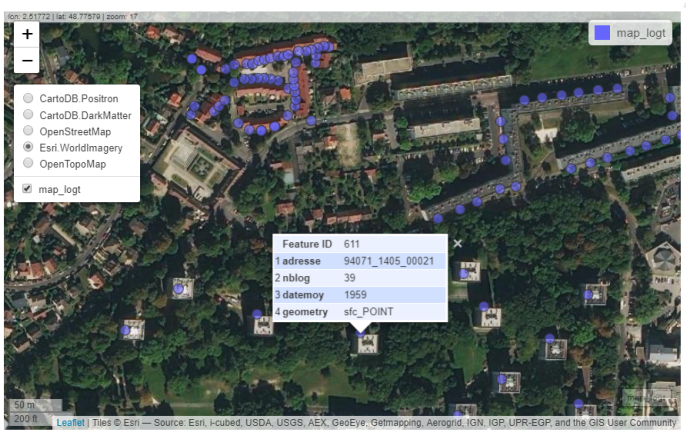 lon: 2.51772 | lat: 48.77579 | zoom: 17
+
−
map_logt
CartoDB.Positron
CartoDB.DarkMatter
OpenStreetMap
Esri.WorldImagery
OpenTopoMap
map_logt
Feature ID 611
1 adresse 94071_1405_00021
2 nblog 39
3 datemoy 1959
4 geometry sfc_POINT
×
50 m
200 ft
Leaflet | Tiles © Esri — Source: Esri, i-cubed, USDA, USGS, AEX, GeoEye, Getmapping, Aerogrid, IGN, IGP, UPR-EGP, and the GIS User Community